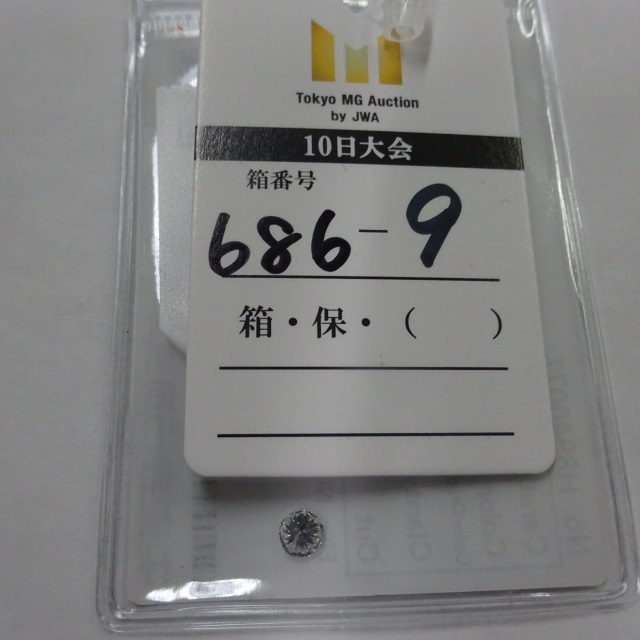 Tokyo MG Auction
by JWA
10日大会
箱番号
686-9
箱・保・（　　）